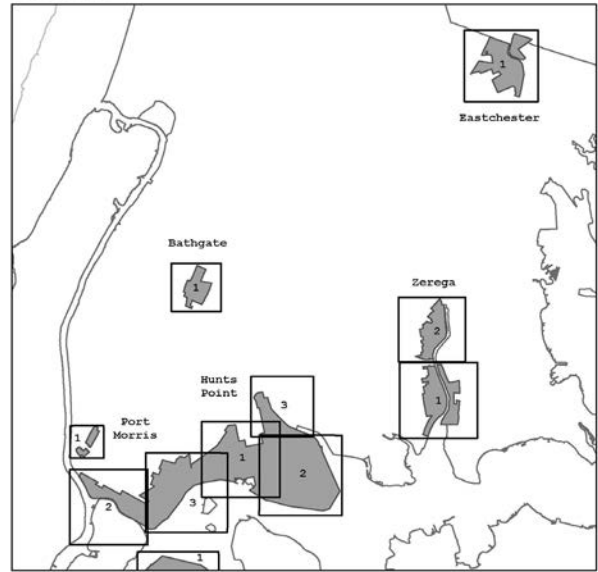 1
Eastchester
Bathgate
1
Zerega
2
1
Hunts
Point
3
Port
Morris
1
1
2
2
3
1